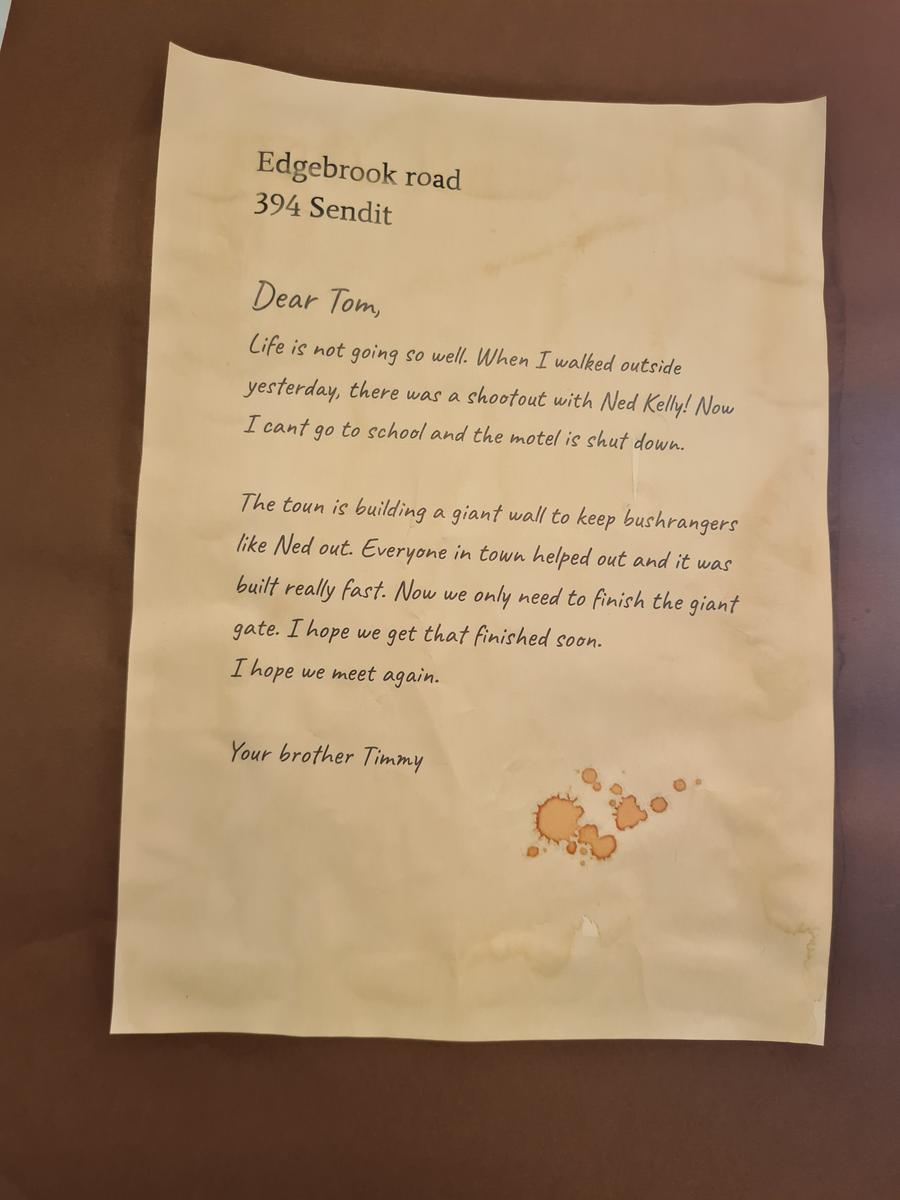 Edgebrook road
394 Sendit
Dear Tom,
Life is not going so well. When I walked outside
yesterday, there was a shootout with Ned Kelly! Now
I cant go to school and the motel is shut down.
The toun is building a giant wall to keep bushrangers
like Ned out. Everyone in town helped out and it was
built really fast. Now we only need to finish the giant
gate. I hope we get that finished soon.
I hope we meet again.
Your brother Timmy